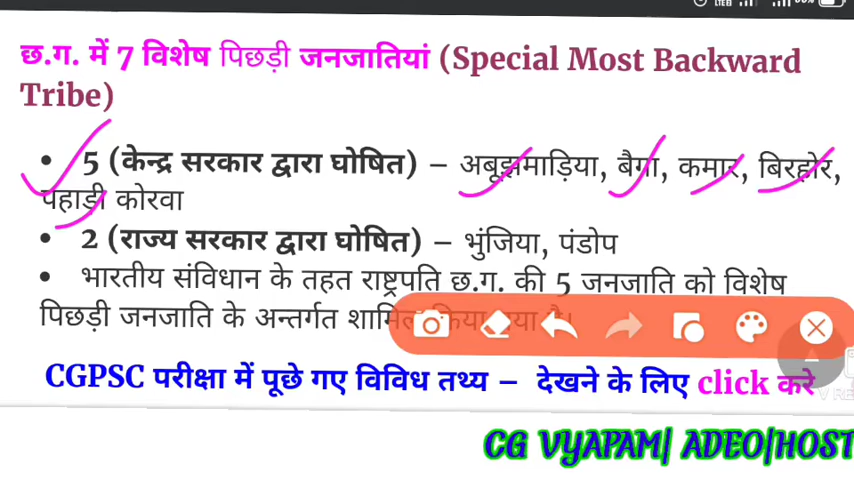 छ.ग. में 7 विशेष पिछड़ी जनजातियां (Special Most Backward
Tribe)
• 5 (केन्द्र सरकार द्वारा घोषित) – अबूझमाड़िया, बैगा, कमार, बिरहोर,
पहाड़ी कोरवा
• 2 (राज्य सरकार द्वारा घोषित) – भुंजिया, पंडोप
• भारतीय संविधान के तहत राष्ट्रपति छ.ग. की 5 जनजाति को विशेष
पिछड़ी जनजाति के अन्तर्गत शामिल किया गया है।
CGPSC परीक्षा में पूछे गए विविध तथ्य – देखने के लिए click करे
CG VYAPAM| ADEO|HOST